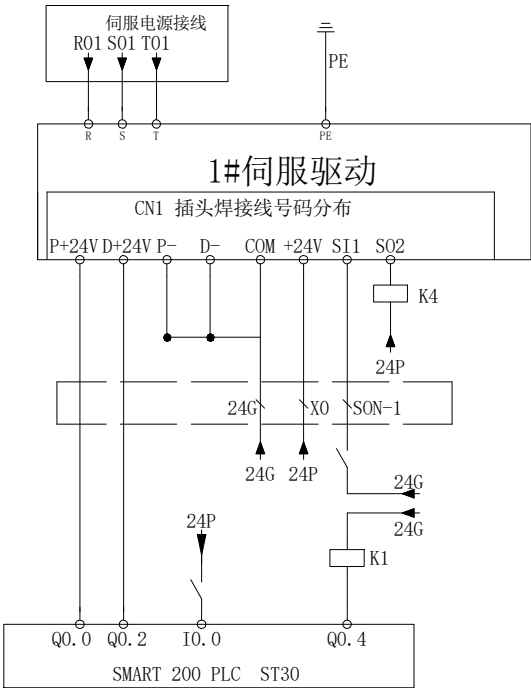 伺服电源接线
R01 S01 T01
PE
R S T PE
1#伺服驱动
CN1 插头焊接线号码分布
P+24V D+24V P- D- COM +24V SI1 SO2
K4
24P
24G X0 SON-1
24G 24P
24G
24P 24G
K1
Q0.0 Q0.2 I0.0 Q0.4
SMART 200 PLC ST30